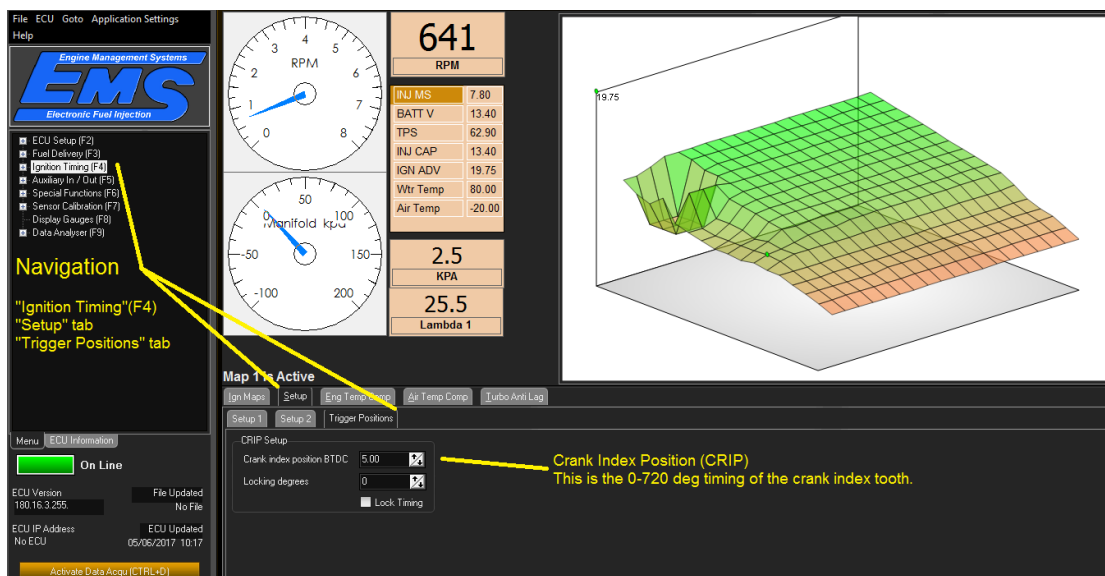 File ECU Goto Application Settings
Help
Engine Management Systems
EMS
Electronic Fuel Injection
ECU Setup (F2)
Fuel Delivery (F3)
Ignition Timing (F4)
Auxiliary In / Out (F5)
Special Functions (F6)
Sensor Calibration (F7)
Display Gauges (F8)
Data Analyser (F9)
Navigation
"Ignition Timing"(F4)
"Setup" tab
"Trigger Positions" tab
Menu ECU Information
On Line
ECU Version File Updated
180.16.3.255. No File
ECU IP Address ECU Updated
No ECU 05/06/2017 10:17
Activate Data Acqu (CTRL+D)
RPM
0 1 2 3 4 5 6 7 8
Manifold kpa
-100 -50 0 50 100 150 200
641
RPM
INJ MS 7.80
BATT V 13.40
TPS 62.90
INJ CAP 13.40
IGN ADV 19.75
Wtr Temp 80.00
Air Temp -20.00
2.5
KPA
25.5
Lambda 1
19.75
Map 1 is Active
Ign Maps Setup Eng Temp Comp Air Temp Comp Turbo Anti Lag
Setup 1 Setup 2 Trigger Positions
CRIP Setup
Crank index position BTDC 5.00
Locking degrees 0
Lock Timing
Crank Index Position (CRIP)
This is the 0-720 deg timing of the crank index tooth.